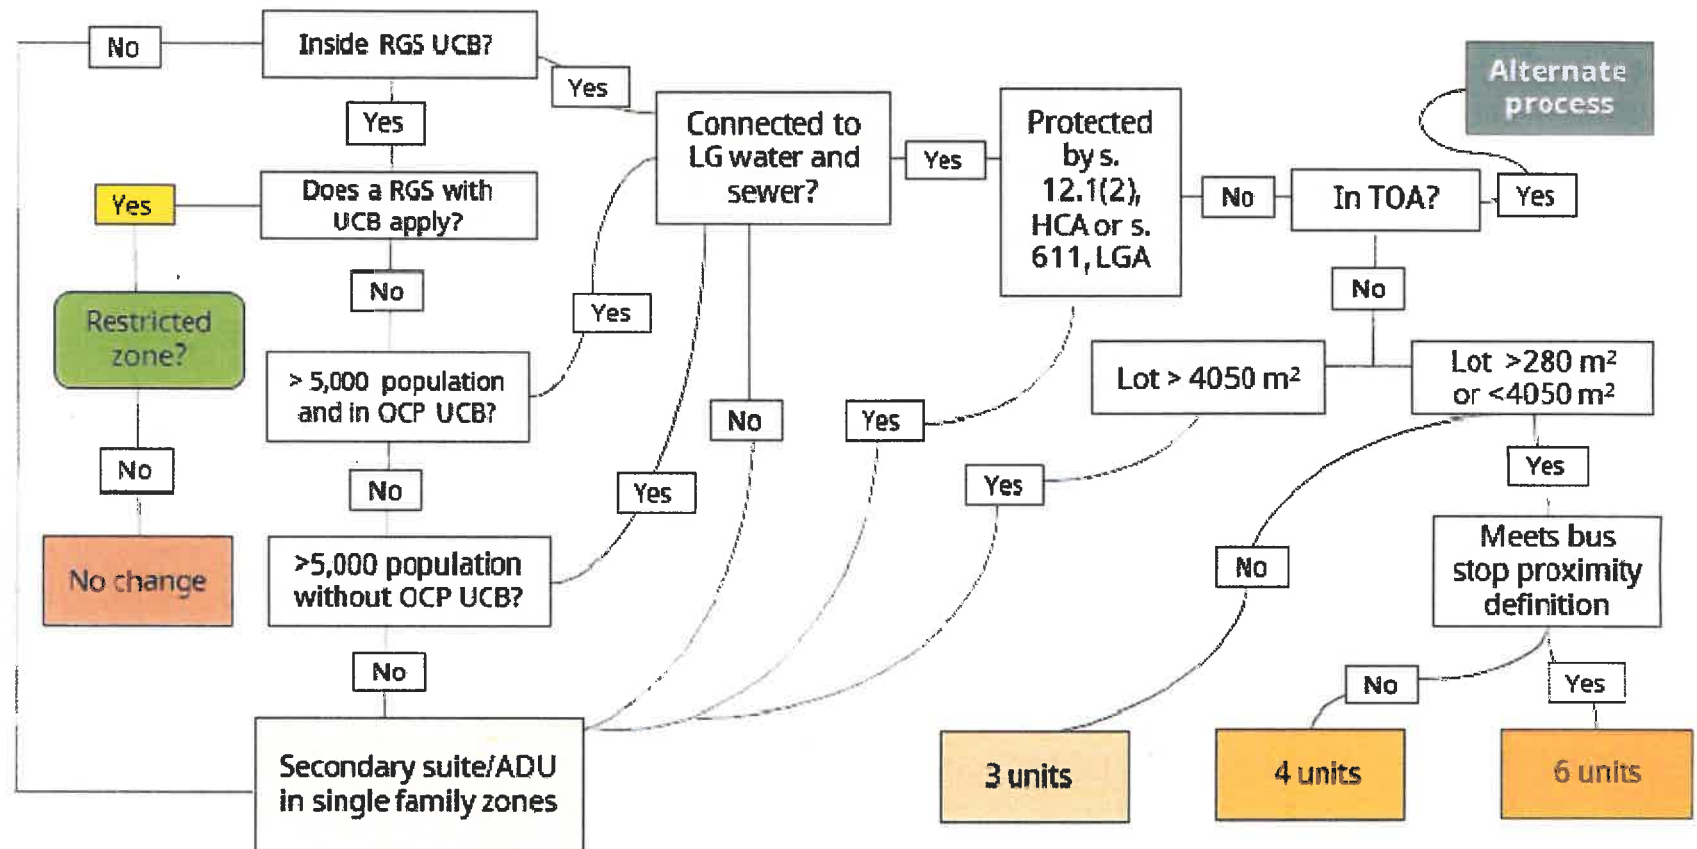 No
Inside RGS UCB?
Yes
Yes
Does a RGS with
UCB apply?
Yes
No
Restricted
zone?
No
No change
> 5,000 population
and in OCP UCB?
Yes
No
>5,000 population
without OCP UCB?
Yes
No
Secondary suite/ADU
in single family zones
Connected to
LG water and
sewer?
Yes
No
Protected
by s.
12.1(2),
HCA or s.
611, LGA
Yes
No
In TOA?
Yes
Alternate
process
No
Lot > 4050 m²
Yes
Lot >280 m²
or <4050 m²
No
Yes
Meets bus
stop proximity
definition
No
Yes
3 units
4 units
6 units